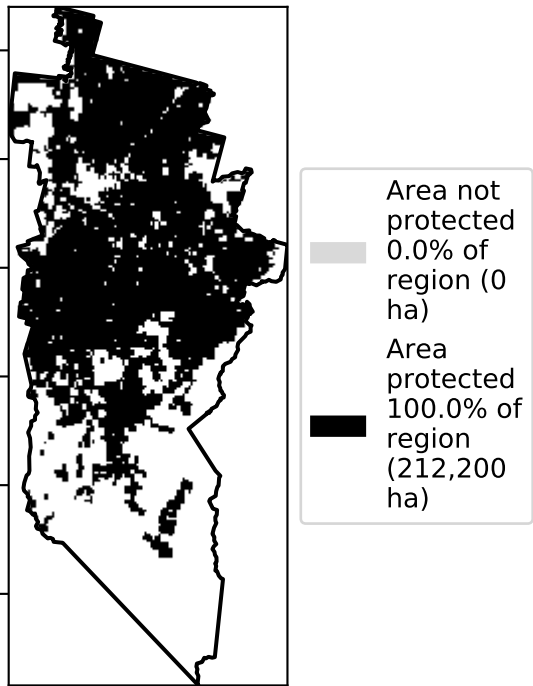 Area not
protected
0.0% of
region (0
ha)
Area
protected
100.0% of
region
(212,200
ha)